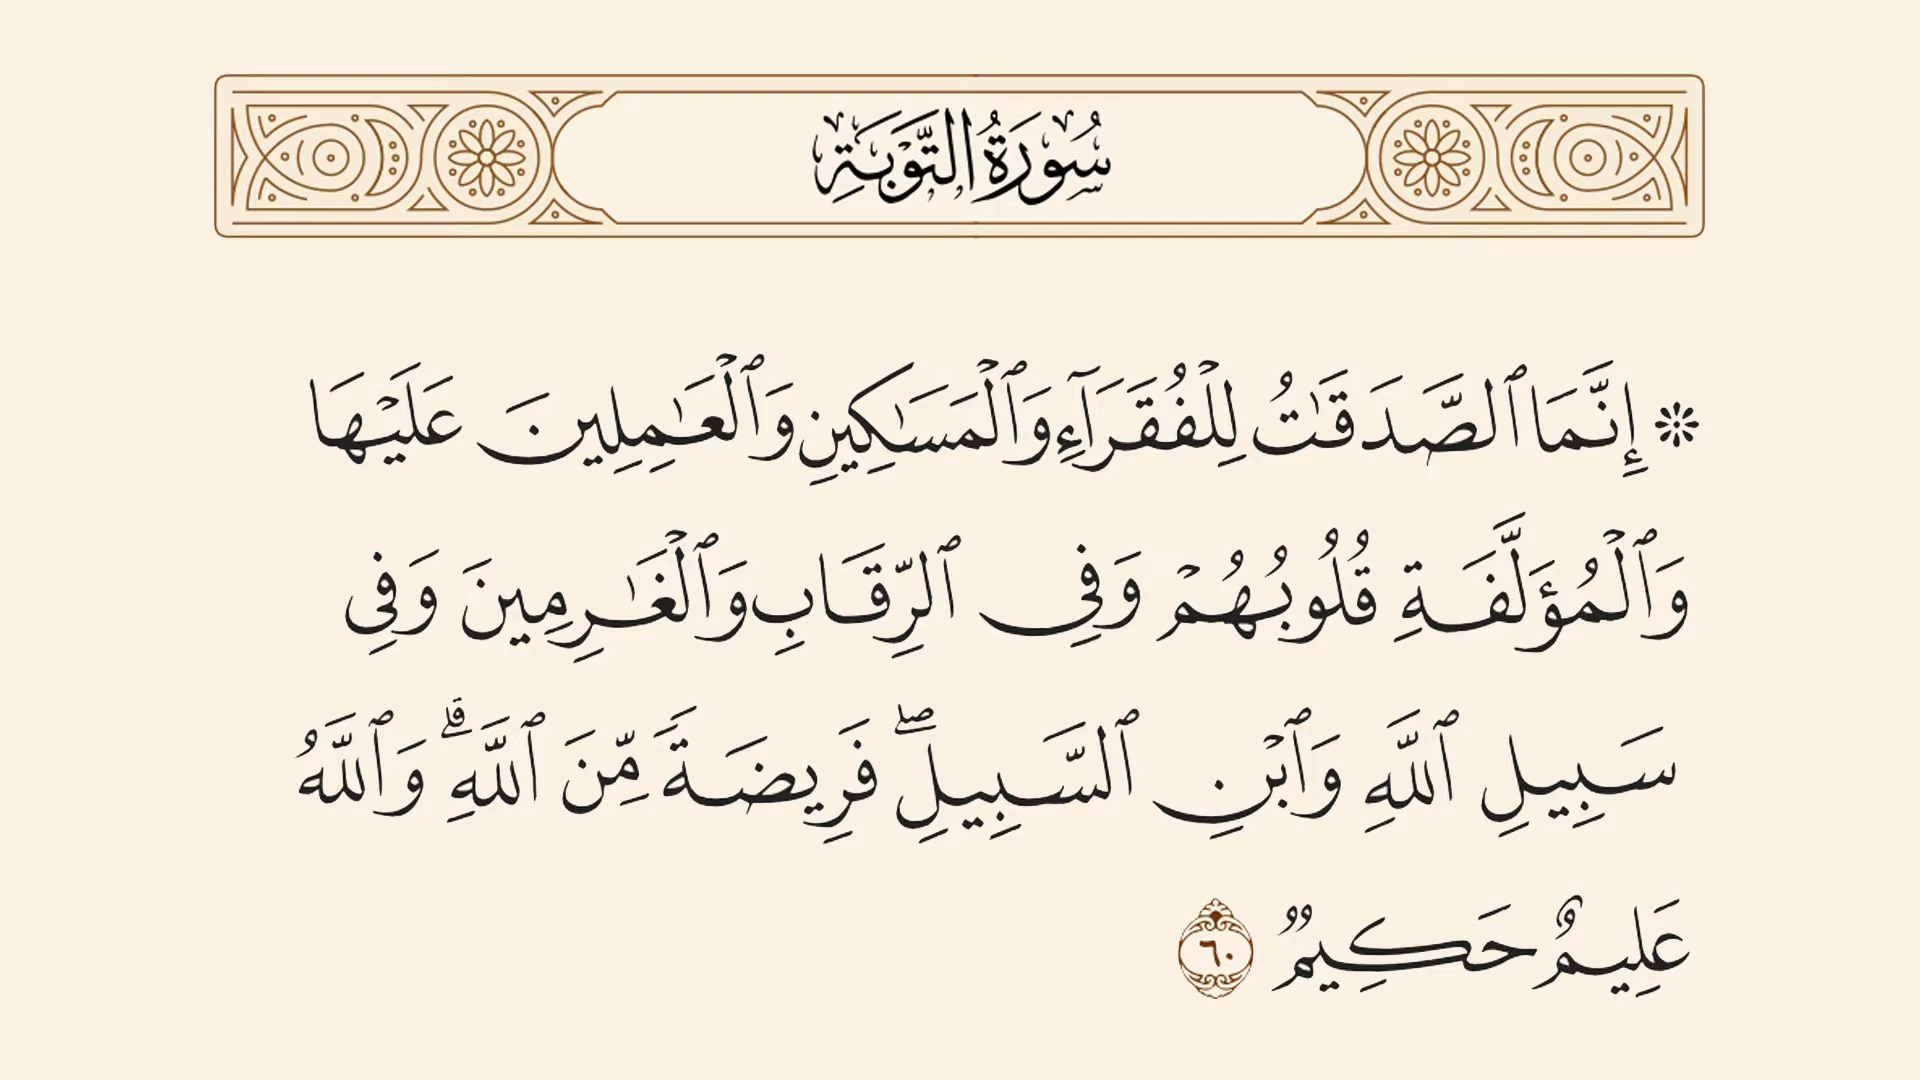 سُورَةُ التَّوْبَةِ
۞ إِنَّمَا ٱلصَّدَقَـٰتُ لِلْفُقَرَآءِ وَٱلْمَسَـٰكِينِ وَٱلْعَـٰمِلِينَ عَلَيْهَا
وَٱلْمُؤَلَّفَةِ قُلُوبُهُمْ وَفِى ٱلرِّقَابِ وَٱلْغَـٰرِمِينَ وَفِى
سَبِيلِ ٱللَّهِ وَٱبْنِ ٱلسَّبِيلِ ۖ فَرِيضَةً مِّنَ ٱللَّهِ ۗ وَٱللَّهُ
عَلِيمٌ حَكِيمٌ ٦٠